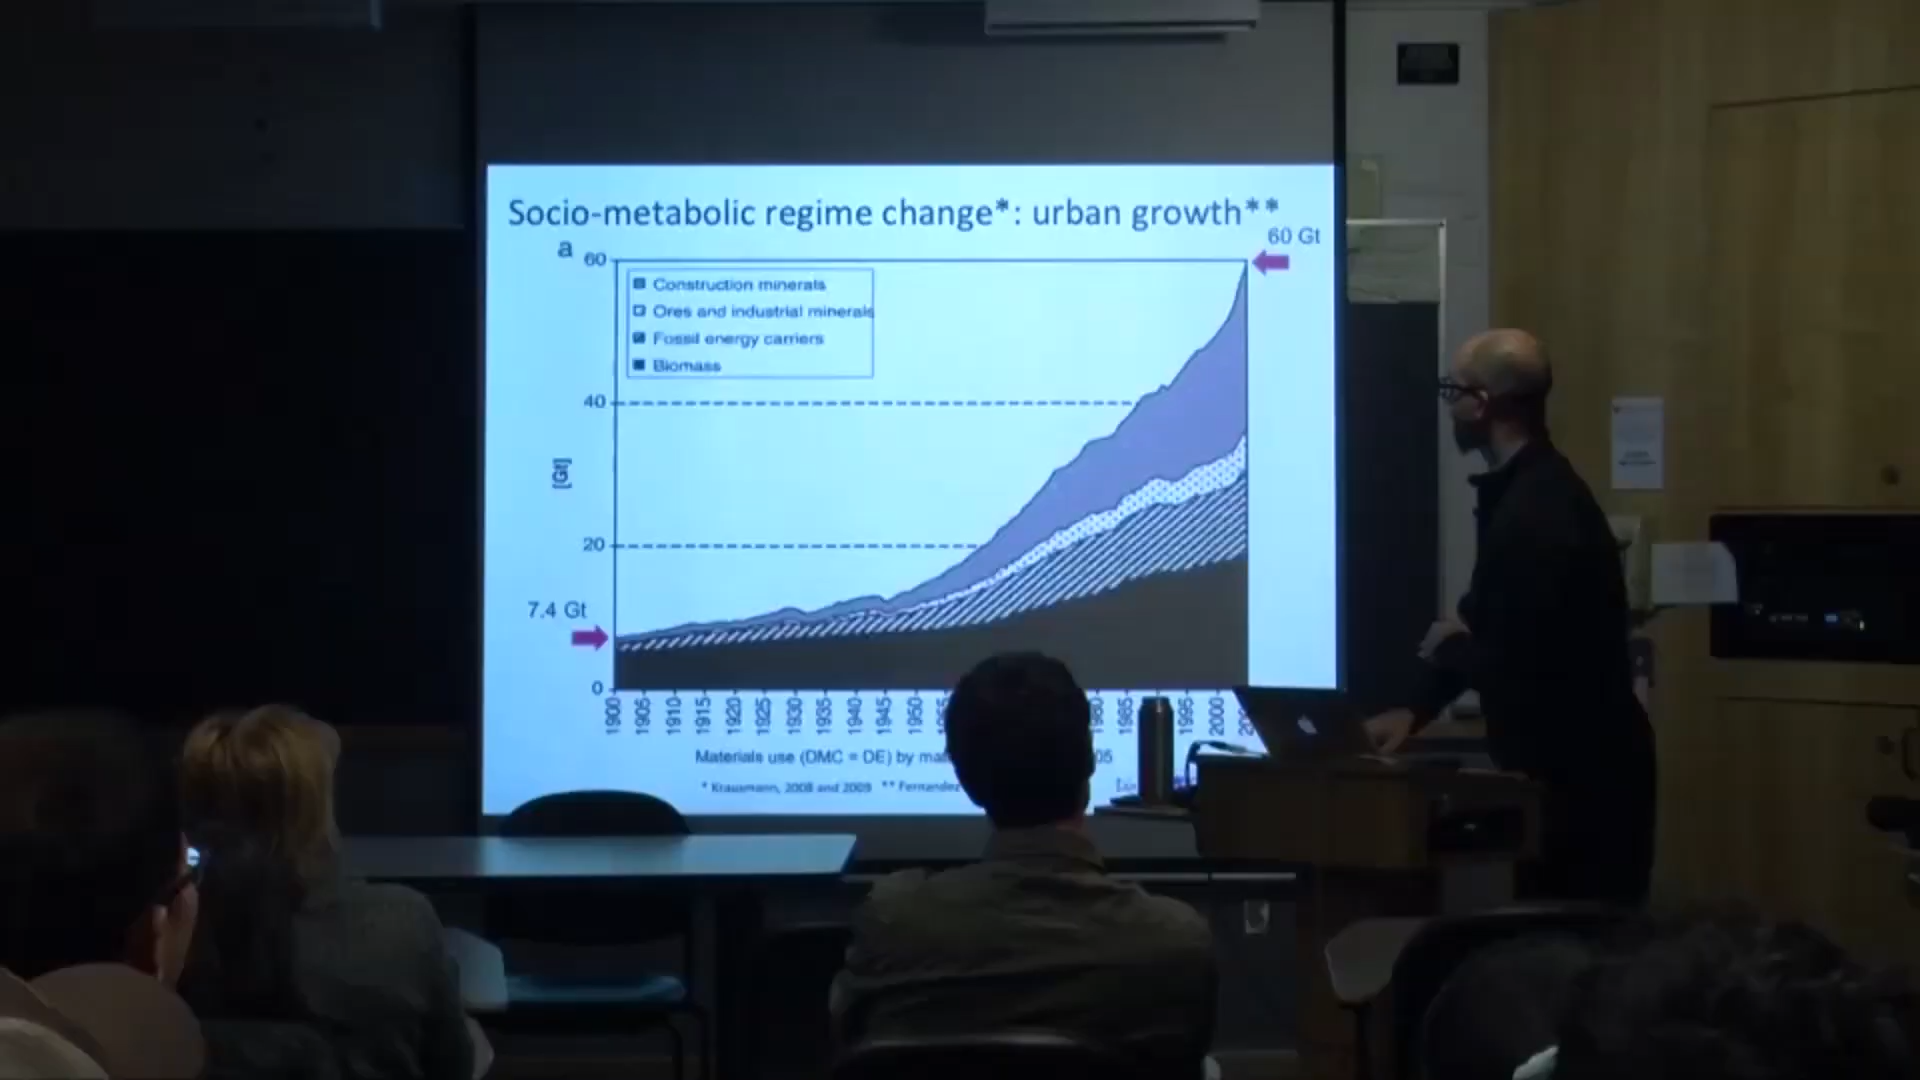 Socio-metabolic regime change*: urban growth**
a
60 Gt
60
Construction minerals
Ores and industrial minerals
Fossil energy carriers
Biomass
40
[Gt]
20
7.4 Gt
0
1900 1905 1910 1915 1920 1925 1930 1935 1940 1945 1950 1985 1995 2000
Materials use (DMC = DE) by
* Krausmann, 2008 and 2009 ** Fernandez